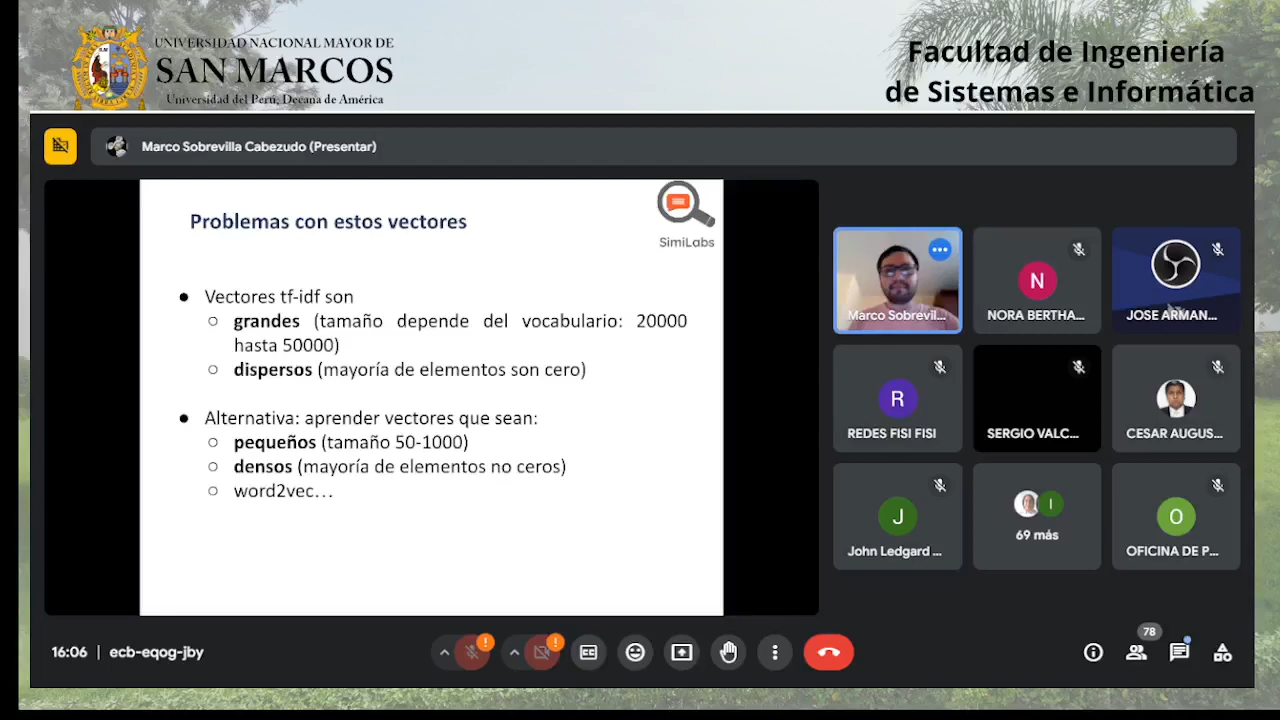 UNIVERSIDAD NACIONAL MAYOR DE
SAN MARCOS
Universidad del Perú, Decana de América
Facultad de Ingeniería
de Sistemas e Informática
Marco Sobrevilla Cabezudo (Presentar)
Problemas con estos vectores
SimiLabs
● Vectores tf-idf son
○ grandes (tamaño depende del vocabulario: 20000
hasta 50000)
○ dispersos (mayoría de elementos son cero)
● Alternativa: aprender vectores que sean:
○ pequeños (tamaño 50-1000)
○ densos (mayoría de elementos no ceros)
○ word2vec…
Marco Sobrevil...
N
NORA BERTHA...
JOSE ARMAN...
R
REDES FISI FISI
SERGIO VALC...
CESAR AUGUS...
J
John Ledgard ...
I
69 más
O
OFICINA DE P...
16:06 | ecb-eqog-jby
78